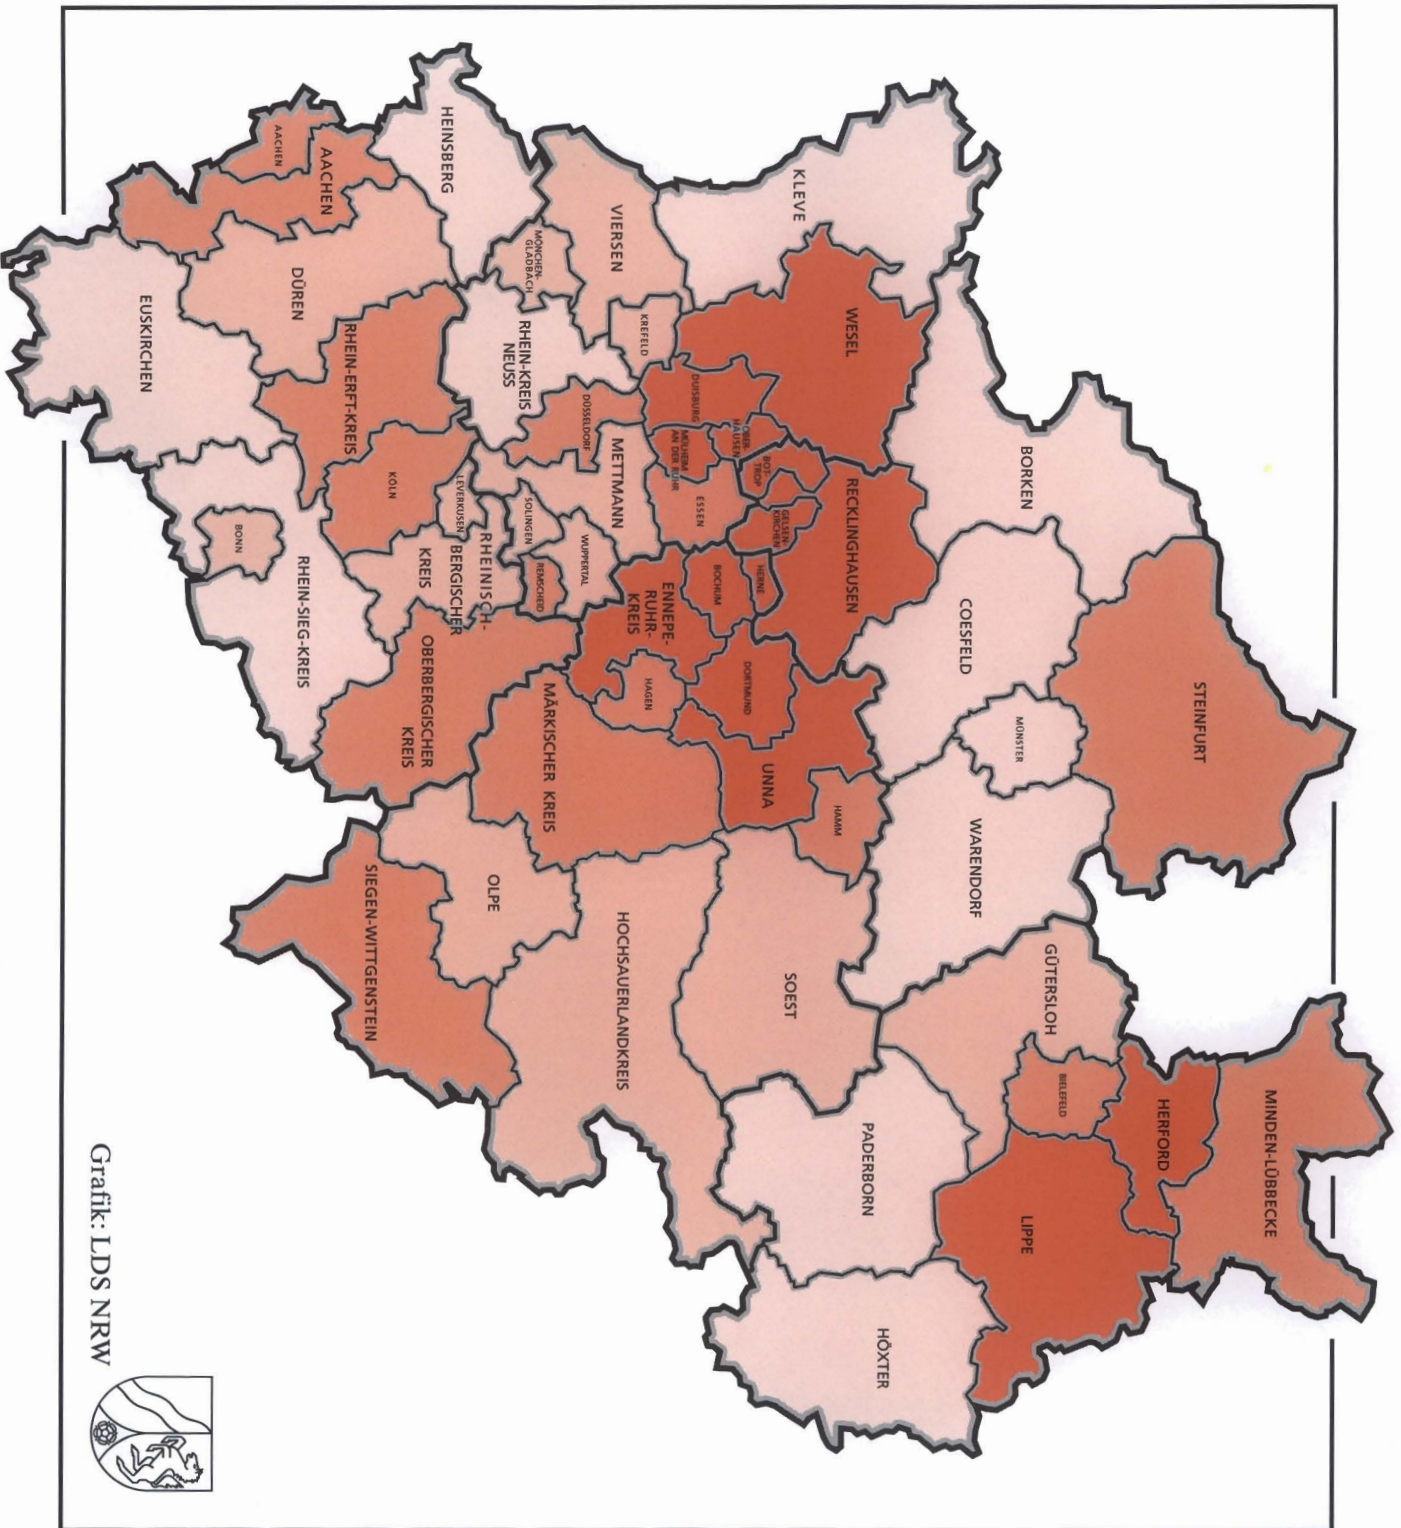 MINDEN-LÜBBECKE
STEINFURT
HERFORD
LIPPE
BIELEFELD
GÜTERSLOH
BORKEN
MÜNSTER
WARENDORF
COESFELD
HÖXTER
PADERBORN
KLEVE
WESEL
RECKLINGHAUSEN
HAMM
SOEST
UNNA
BOT-
TROP
GELSEN-
KIRCHEN
HERNE
OBER-
HAUSEN
DORTMUND
DUISBURG
MÜLHEIM
AN DER RUHR
ESSEN
BOCHUM
ENNEPE-
RUHR-
KREIS
HAGEN
HOCHSAUERLANDKREIS
VIERSEN
KREFELD
METTMANN
DÜSSELDORF
WUPPERTAL
MÄRKISCHER KREIS
MÖNCHEN-
GLADBACH
RHEIN-KREIS
NEUSS
SOLINGEN
REMSCHEID
OLPE
HEINSBERG
LEVERKUSEN
RHEINISCH-
BERGISCHER
KREIS
OBERBERGISCHER
KREIS
KÖLN
SIEGEN-WITTGENSTEIN
RHEIN-ERFT-KREIS
AACHEN
AACHEN
DÜREN
RHEIN-SIEG-KREIS
BONN
EUSKIRCHEN
Grafik: LDS NRW